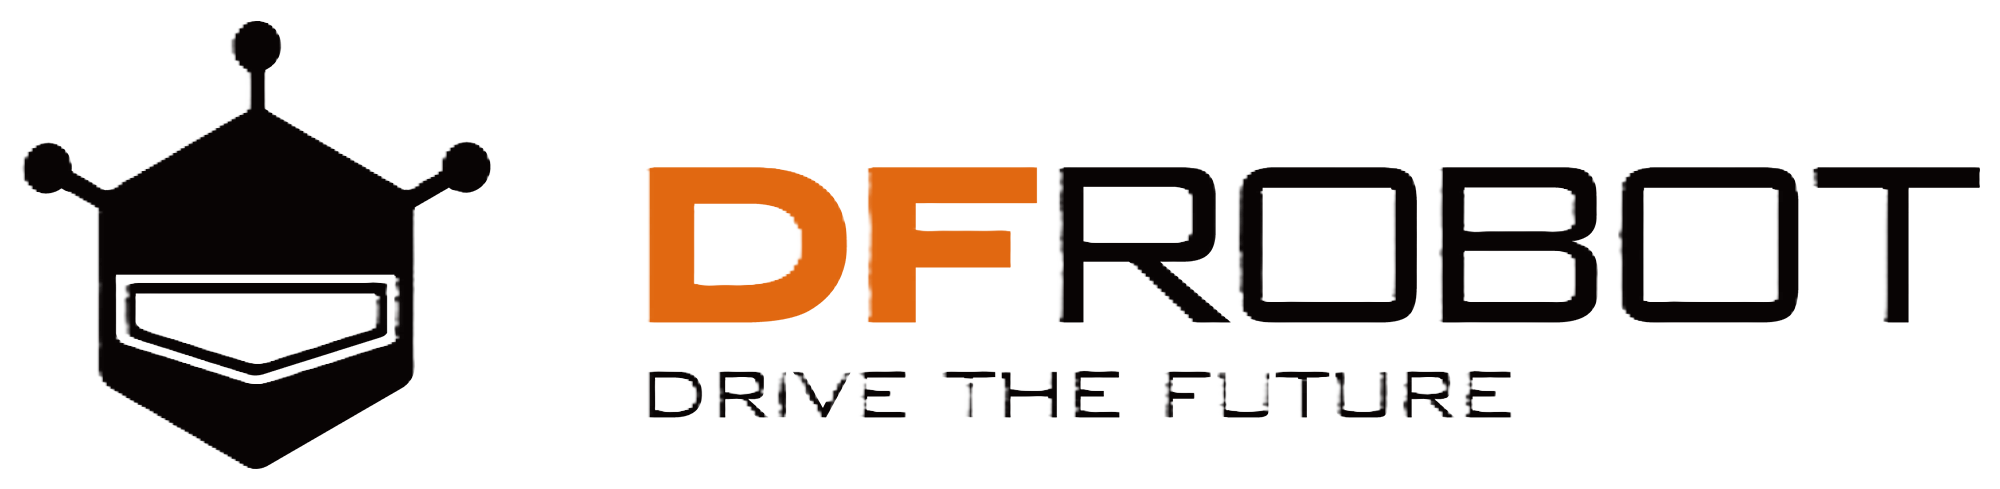 DFROBOT
DRIVE THE FUTURE